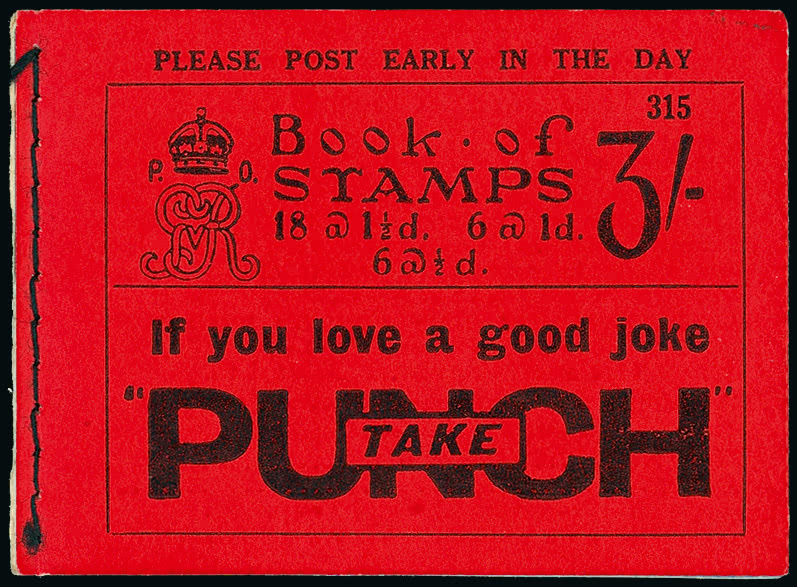 PLEASE POST EARLY IN THE DAY
315
P. O.
GVR
Book · of
STAMPS
3/-
18 @ 1½d. 6 @ 1d.
6 @ ½d.
If you love a good joke
TAKE
"PUNCH"